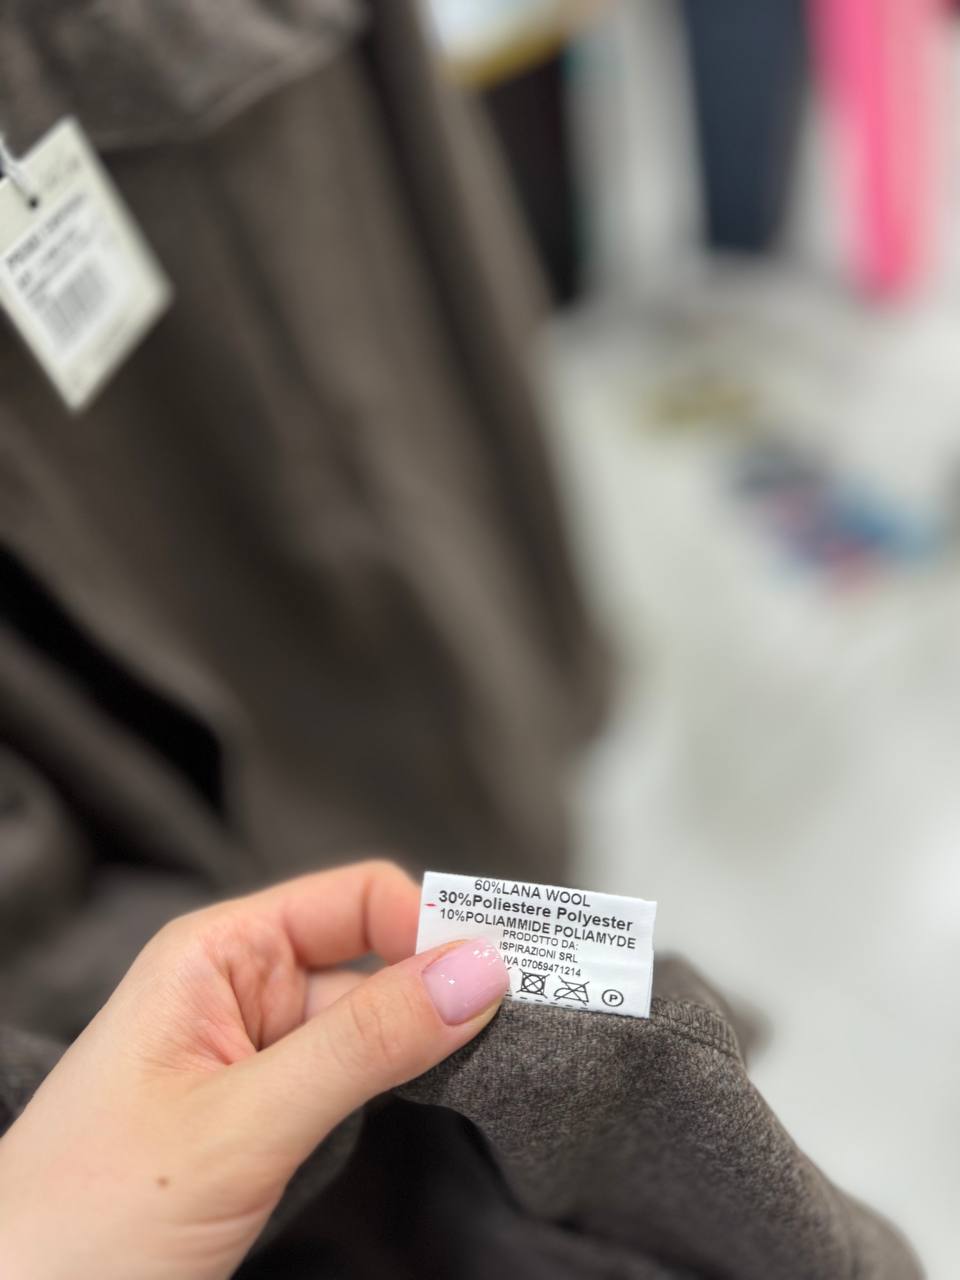 60%LANA WOOL
30%Poliestere Polyester
10%POLIAMMIDE POLIAMYDE
PRODOTTO DA:
ISPIRAZIONI SRL
IVA 07059471214
P